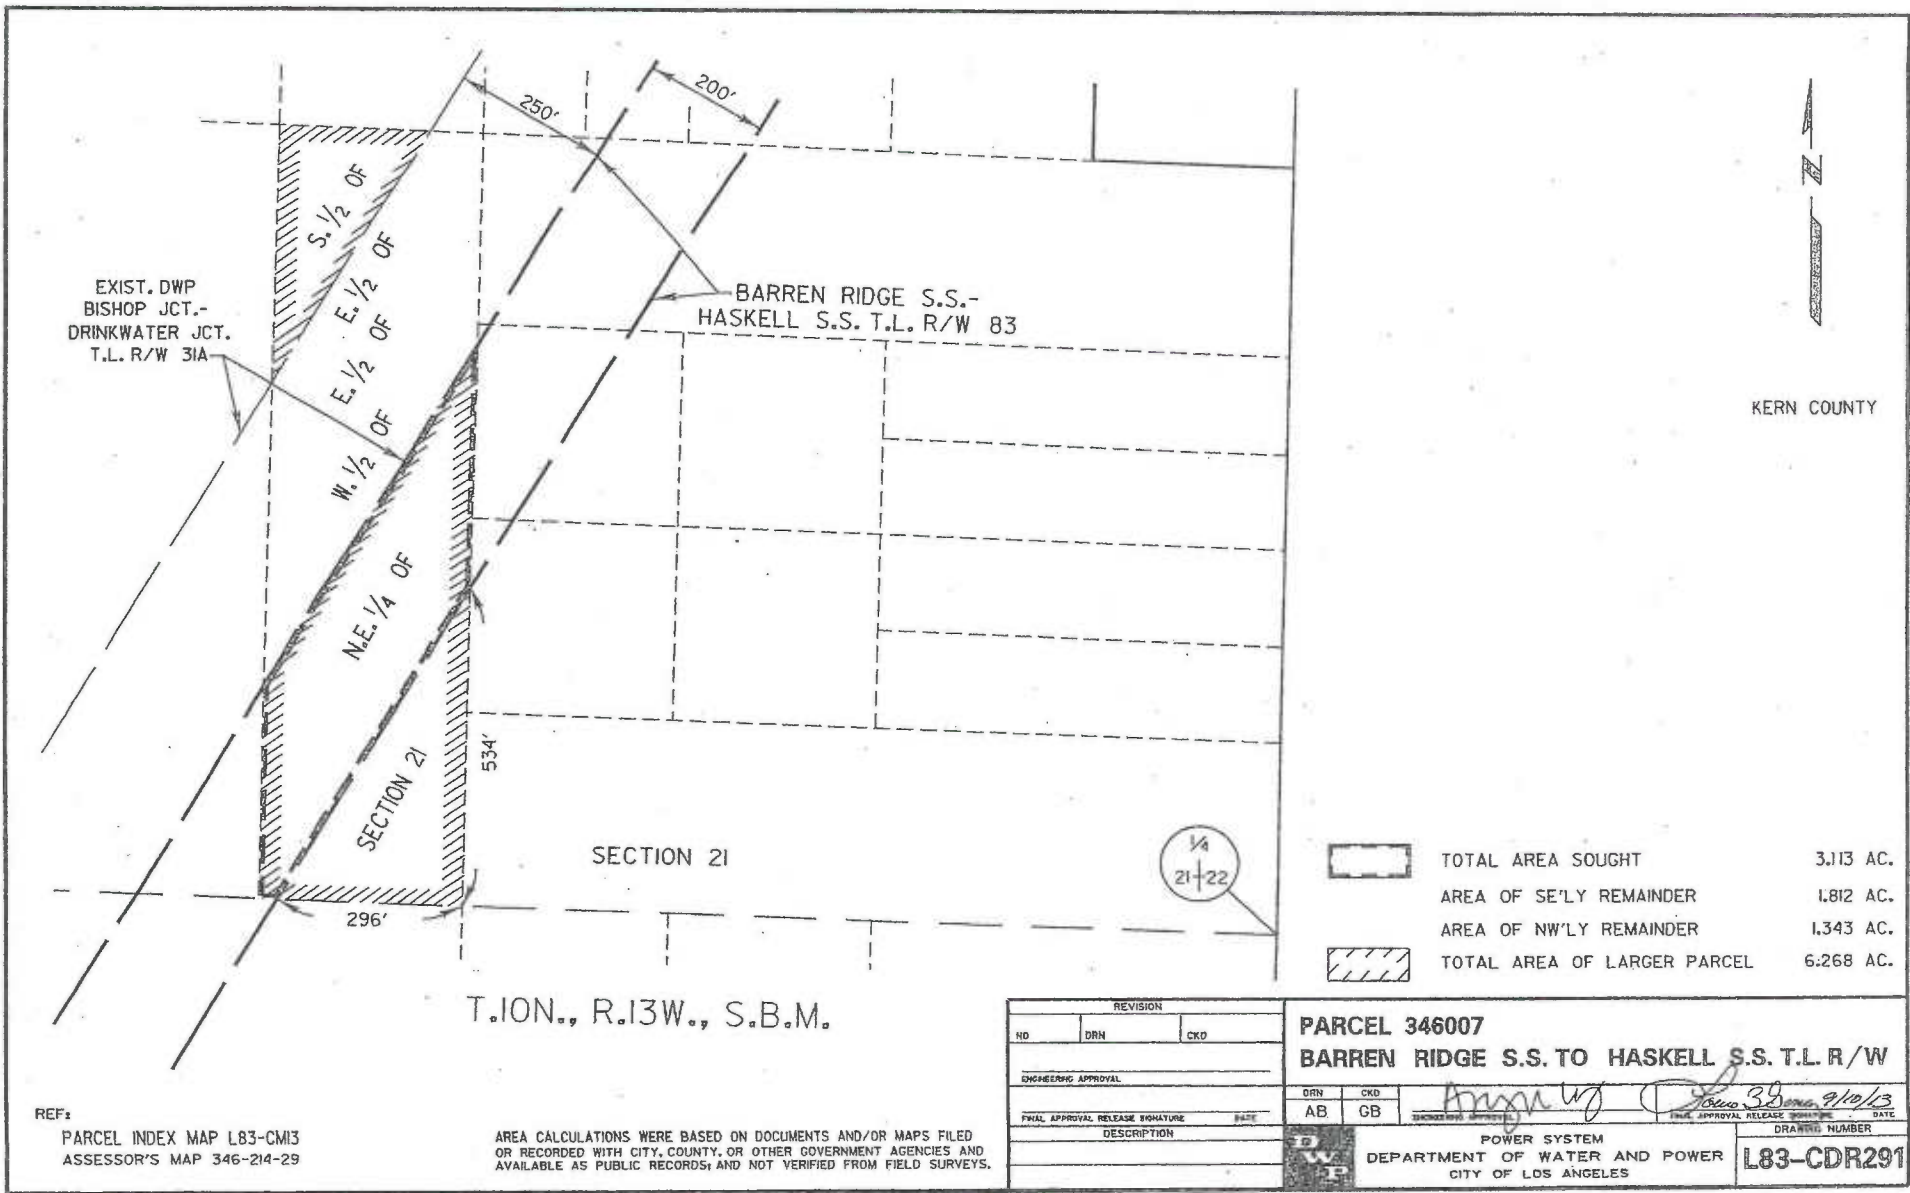 250'
200'
S. 1/2 OF
E. 1/2 OF
E. 1/2 OF
W. 1/2 OF
N.E. 1/4 OF
SECTION 21
EXIST. DWP
BISHOP JCT.-
DRINKWATER JCT.
T.L. R/W 31A
BARREN RIDGE S.S.-
HASKELL S.S. T.L. R/W 83
N
KERN COUNTY
534'
296'
SECTION 21
1/4
21 22
TOTAL AREA SOUGHT 3.113 AC.
AREA OF SE'LY REMAINDER 1.812 AC.
AREA OF NW'LY REMAINDER 1.343 AC.
TOTAL AREA OF LARGER PARCEL 6.268 AC.
T.10N., R.13W., S.B.M.
REVISION
NO DRN CKD
ENGINEERING APPROVAL
FINAL APPROVAL RELEASE SIGNATURE DATE
DESCRIPTION
PARCEL 346007
BARREN RIDGE S.S. TO HASKELL S.S. T.L. R/W
DRN CKD
AB GB
ENGINEERING APPROVAL
9/10/13
FINAL APPROVAL RELEASE SIGNATURE DATE
DWP
POWER SYSTEM
DEPARTMENT OF WATER AND POWER
CITY OF LOS ANGELES
DRAWING NUMBER
L83-CDR291
REF:
PARCEL INDEX MAP L83-CM13
ASSESSOR'S MAP 346-214-29
AREA CALCULATIONS WERE BASED ON DOCUMENTS AND/OR MAPS FILED
OR RECORDED WITH CITY, COUNTY, OR OTHER GOVERNMENT AGENCIES AND
AVAILABLE AS PUBLIC RECORDS; AND NOT VERIFIED FROM FIELD SURVEYS.